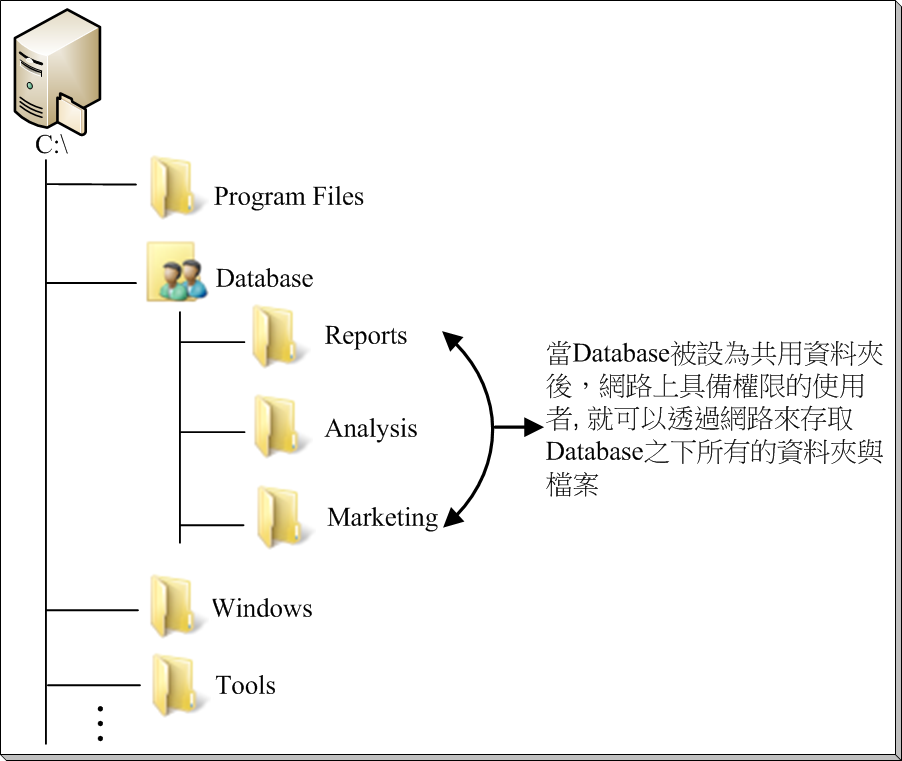 C:\
Program Files
Database
Reports
Analysis
Marketing
當Database被設為共用資料夾
後，網路上具備權限的使用
者, 就可以透過網路來存取
Database之下所有的資料夾與
檔案
Windows
Tools